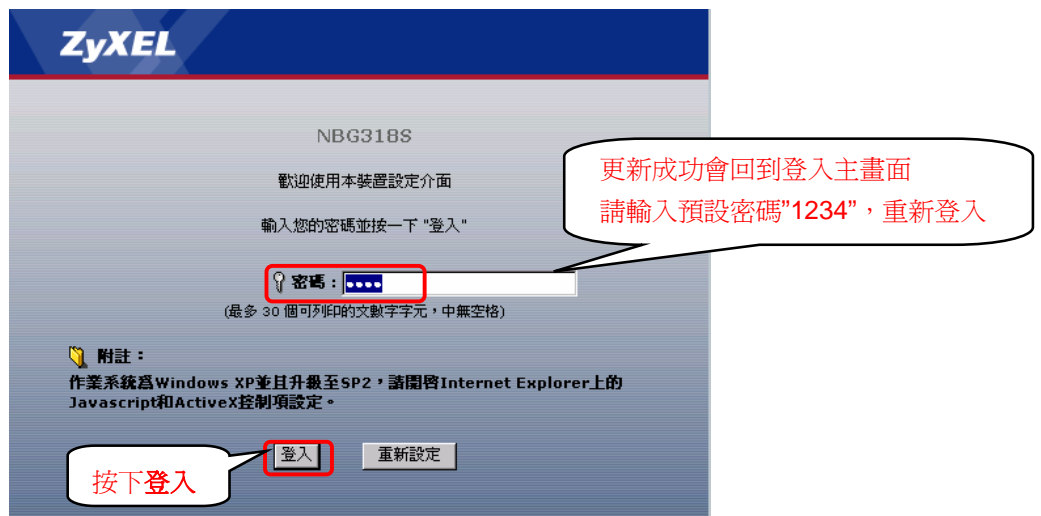 ZyXEL
NBG318S
歡迎使用本裝置設定介面
輸入您的密碼並按一下 "登入"
更新成功會回到登入主畫面
請輸入預設密碼”1234”，重新登入
密碼：••••
(最多 30 個可列印的文數字字元，中無空格)
附註：
作業系統為Windows XP並且升級至SP2，請開啓Internet Explorer上的
Javascript和ActiveX控制項設定。
登入 重新設定
按下登入